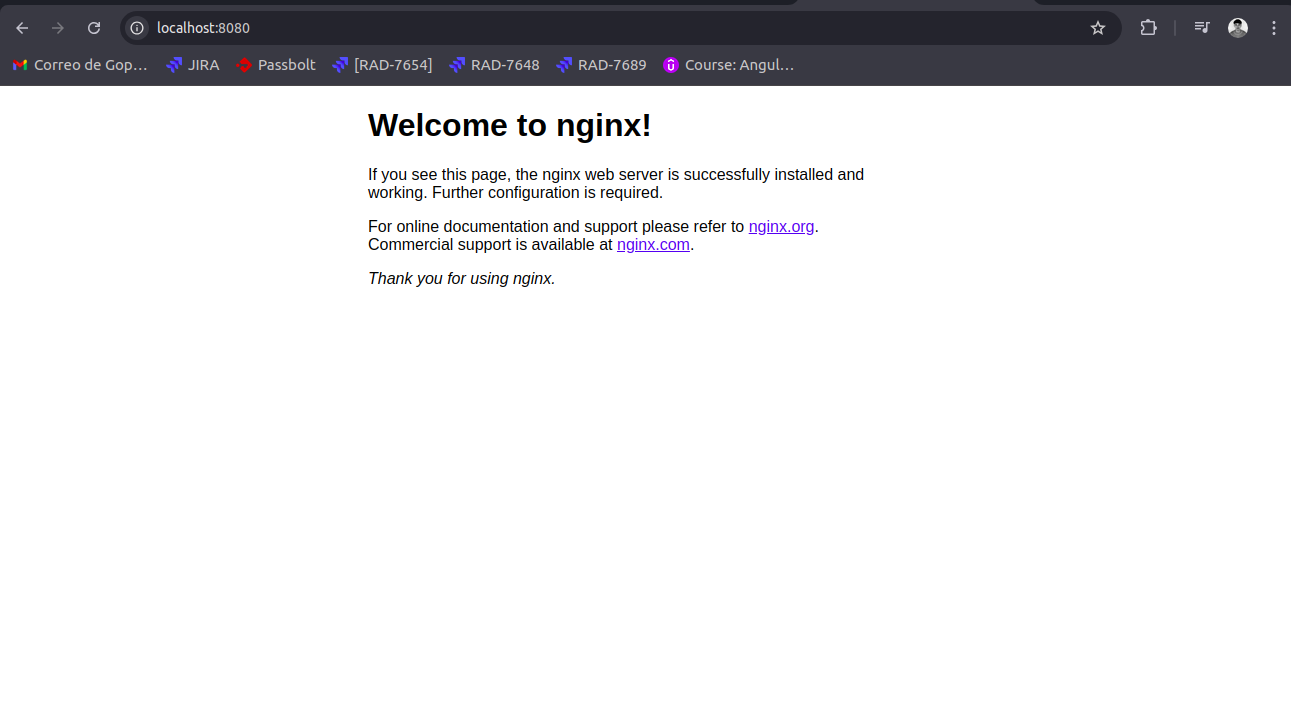 localhost:8080
Correo de Gop... JIRA Passbolt [RAD-7654] RAD-7648 RAD-7689 Course: Angul...
Welcome to nginx!
If you see this page, the nginx web server is successfully installed and
working. Further configuration is required.
For online documentation and support please refer to nginx.org.
Commercial support is available at nginx.com.
Thank you for using nginx.